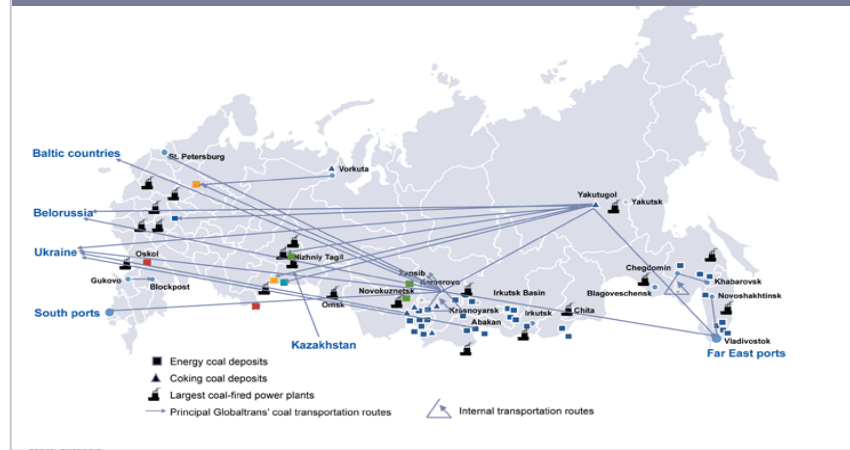 Baltic countries
St. Petersburg
Vorkuta
Yakutugol
Yakutsk
Belorussia
Ukraine
Oskol
Nizhniy Tagil
Gukovo
Blockpost
Zapsib
Kemerovo
Novokuznetsk
Omsk
Krasnoyarsk
Abakan
Irkutsk Basin
Irkutsk
Chita
Chegdomin
Blagoveschensk
Khabarovsk
Novoshakhtinsk
South ports
Kazakhstan
Vladivostok
Far East ports
Energy coal deposits
Coking coal deposits
Largest coal-fired power plants
Principal Globaltrans' coal transportation routes
Internal transportation routes